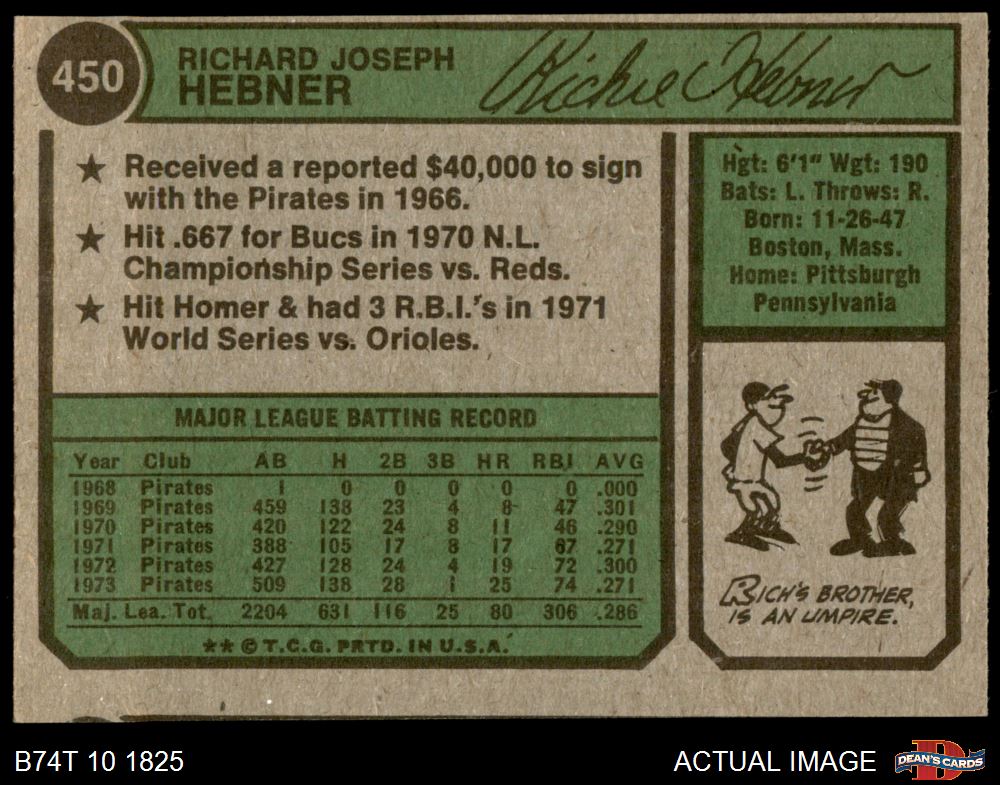 450
RICHARD JOSEPH
HEBNER
Richie Hebner
★ Received a reported $40,000 to sign
with the Pirates in 1966.
★ Hit .667 for Bucs in 1970 N.L.
Championship Series vs. Reds.
★ Hit Homer & had 3 R.B.I.'s in 1971
World Series vs. Orioles.
Hgt: 6'1" Wgt: 190
Bats: L. Throws: R.
Born: 11-26-47
Boston, Mass.
Home: Pittsburgh
Pennsylvania
MAJOR LEAGUE BATTING RECORD
Year Club AB H 2B 3B HR RBI AVG
1968 Pirates 1 0 0 0 0 0 .000
1969 Pirates 459 138 23 4 8 47 .301
1970 Pirates 420 122 24 8 11 46 .290
1971 Pirates 388 105 17 8 17 67 .271
1972 Pirates 427 128 24 4 19 72 .300
1973 Pirates 509 138 28 1 25 74 .271
Maj. Lea. Tot. 2204 631 116 25 80 306 .286
** © T.C.G. PRTD. IN U.S.A.
RICH'S BROTHER,
IS AN UMPIRE.
B74T 10 1825
ACTUAL IMAGE
D
DEAN'S CARDS